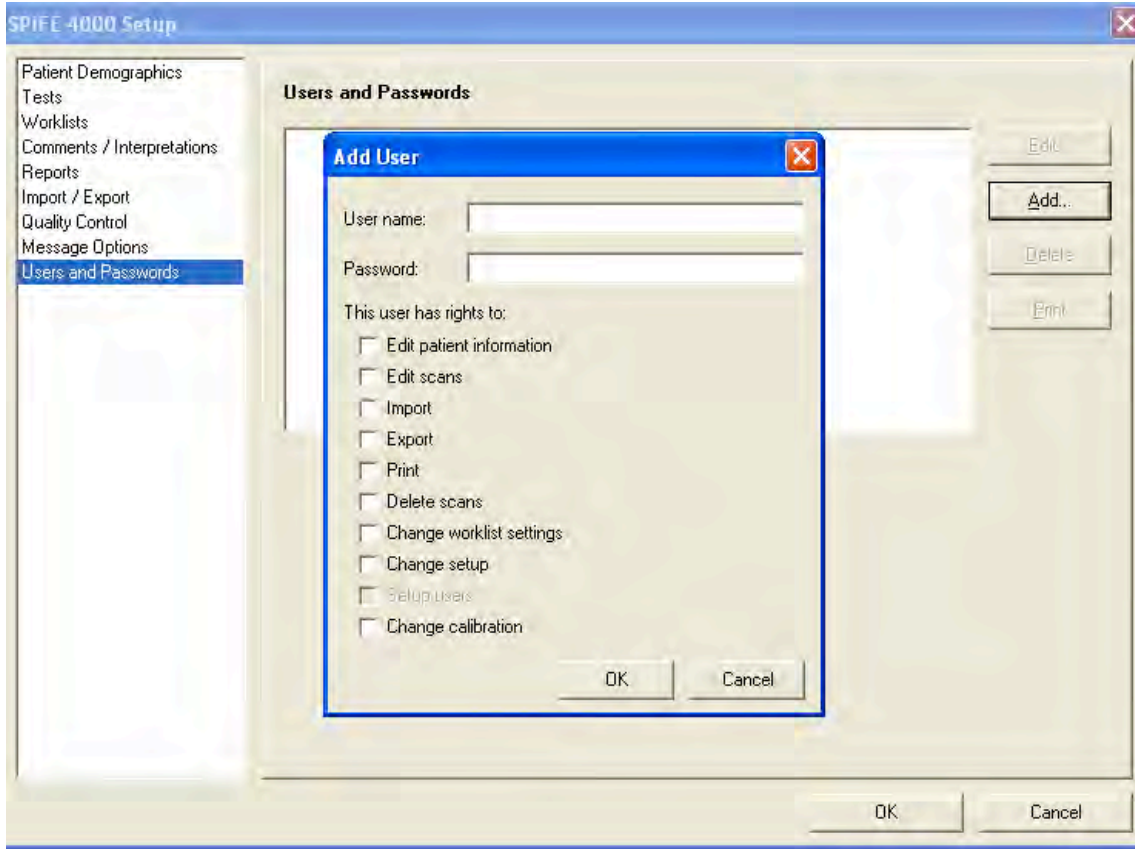 SPIFE 4000 Setup
Patient Demographics
Tests
Worklists
Comments / Interpretations
Reports
Import / Export
Quality Control
Message Options
Users and Passwords
Users and Passwords
Edit...
Add...
Delete
Print
Add User
User name:
Password:
This user has rights to:
Edit patient information
Edit scans
Import
Export
Print
Delete scans
Change worklist settings
Change setup
Setup users
Change calibration
OK
Cancel
OK
Cancel